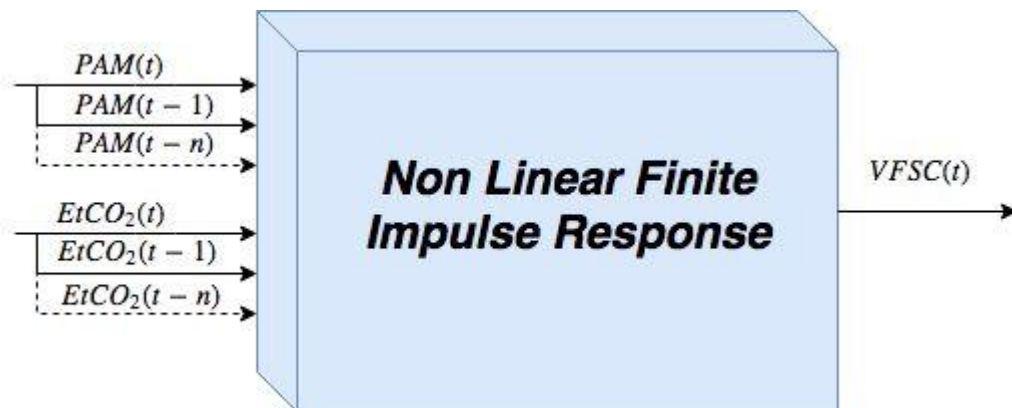 PAM(t)
PAM(t − 1)
PAM(t − n)
EtCO₂(t)
EtCO₂(t − 1)
EtCO₂(t − n)
Non Linear Finite
Impulse Response
VFSC(t)